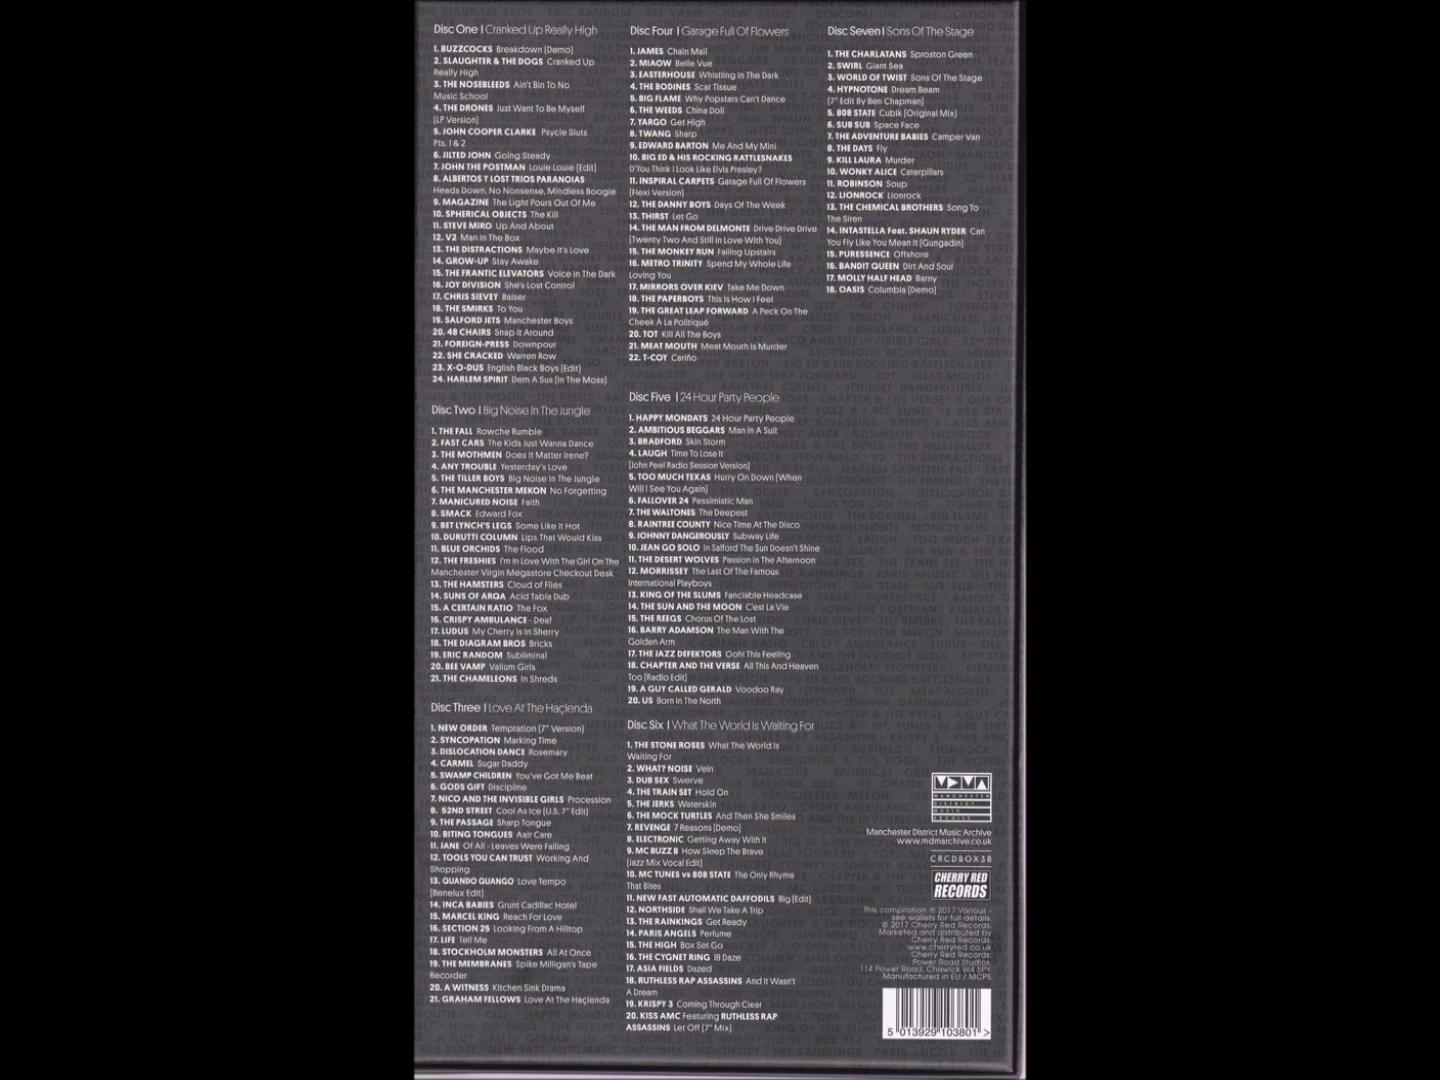 Disc One | Cranked Up Really High
1. BUZZCOCKS Breakdown [Demo]
2. SLAUGHTER & THE DOGS Cranked Up
Really High
3. THE NOSEBLEEDS Ain't Bin To No
Music School
4. THE DRONES Just Want To Be Myself
[LP Version]
5. JOHN COOPER CLARKE Psycle Sluts
Pts. 1 & 2
6. JILTED JOHN Going Steady
7. JOHN THE POSTMAN Louie Louie [Edit]
8. ALBERTOS Y LOST TRIOS PARANOIAS
Heads Down, No Nonsense, Mindless Boogie
9. MAGAZINE The Light Pours Out Of Me
10. SPHERICAL OBJECTS The Kill
11. STEVE MIRO Up And About
12. V2 Man In The Box
13. THE DISTRACTIONS Maybe It's Love
14. GROW-UP Stay Awake
15. THE FRANTIC ELEVATORS Voice In The Dark
16. JOY DIVISION She's Lost Control
17. CHRIS SIEVEY Baiser
18. THE SMIRKS To You
19. SALFORD JETS Manchester Boys
20. 48 CHAIRS Snap It Around
21. FOREIGN-PRESS Downpour
22. SHE CRACKED Warren Row
23. X-O-DUS English Black Boys [Edit]
24. HARLEM SPIRIT Dem A Sus [In The Moss]
Disc Two | Big Noise In The Jungle
1. THE FALL Rowche Rumble
2. FAST CARS The Kids Just Wanna Dance
3. THE MOTHMEN Does It Matter Irene?
4. ANY TROUBLE Yesterday's Love
5. THE TILLER BOYS Big Noise In The Jungle
6. THE MANCHESTER MEKON No Forgetting
7. MANICURED NOISE Faith
8. SMACK Edward Fox
9. BET LYNCH'S LEGS Some Like It Hot
10. DURUTTI COLUMN Lips That Would Kiss
11. BLUE ORCHIDS The Flood
12. THE FRESHIES I'm In Love With The Girl On The
Manchester Virgin Megastore Checkout Desk
13. THE HAMSTERS Cloud of Flies
14. SUNS OF ARQA Acid Tabla Dub
15. A CERTAIN RATIO The Fox
16. CRISPY AMBULANCE - Deaf
17. LUDUS My Cherry Is In Sherry
18. THE DIAGRAM BROS Bricks
19. ERIC RANDOM Subliminal
20. BEE VAMP Valium Girls
21. THE CHAMELEONS In Shreds
Disc Three | Love At The Haçienda
1. NEW ORDER Temptation [7" Version]
2. SYNCOPATION Marking Time
3. DISLOCATION DANCE Rosemary
4. CARMEL Sugar Daddy
5. SWAMP CHILDREN You've Got Me Beat
6. GODS GIFT Discipline
7. NICO AND THE INVISIBLE GIRLS Procession
8. 52ND STREET Cool As Ice [U.S. 7" Edit]
9. THE PASSAGE Sharp Tongue
10. BITING TONGUES Aair Care
11. JANE Of All - Leaves Were Falling
12. TOOLS YOU CAN TRUST Working And
Shopping
13. QUANDO QUANGO Love Tempo
[Benelux Edit]
14. INCA BABIES Grunt Cadillac Hotel
15. MARCEL KING Reach For Love
16. SECTION 25 Looking From A Hilltop
17. LIFE Tell Me
18. STOCKHOLM MONSTERS All At Once
19. THE MEMBRANES Spike Milligan's Tape
Recorder
20. A WITNESS Kitchen Sink Drama
21. GRAHAM FELLOWS Love At The Haçienda
Disc Four | Garage Full Of Flowers
1. JAMES Chain Mail
2. MIAOW Belle Vue
3. EASTERHOUSE Whistling In The Dark
4. THE BODINES Scar Tissue
5. BIG FLAME Why Popstars Can't Dance
6. THE WEEDS China Doll
7. YARGO Get High
8. TWANG Sharp
9. EDWARD BARTON Me And My Mini
10. BIG ED & HIS ROCKING RATTLESNAKES
D'You Think I Look Like Elvis Presley?
11. INSPIRAL CARPETS Garage Full Of Flowers
[Flexi Version]
12. THE DANNY BOYS Days Of The Week
13. THIRST Let Go
14. THE MAN FROM DELMONTE Drive Drive Drive
[Twenty Two And Still In Love With You]
15. THE MONKEY RUN Falling Upstairs
16. METRO TRINITY Spend My Whole Life
Loving You
17. MIRRORS OVER KIEV Take Me Down
18. THE PAPERBOYS This Is How I Feel
19. THE GREAT LEAP FORWARD A Peck On The
Cheek À La Politiqué
20. TOT Kill All The Boys
21. MEAT MOUTH Meat Mouth Is Murder
22. T-COY Cariño
Disc Five | 24 Hour Party People
1. HAPPY MONDAYS 24 Hour Party People
2. AMBITIOUS BEGGARS Man In A Suit
3. BRADFORD Skin Storm
4. LAUGH Time To Lose It
[John Peel Radio Session Version]
5. TOO MUCH TEXAS Hurry On Down [When
Will I See You Again]
6. FALLOVER 24 Pessimistic Man
7. THE WALTONES The Deepest
8. RAINTREE COUNTY Nice Time At The Disco
9. JOHNNY DANGEROUSLY Subway Life
10. JEAN GO SOLO In Salford The Sun Doesn't Shine
11. THE DESERT WOLVES Passion In The Afternoon
12. MORRISSEY The Last Of The Famous
International Playboys
13. KING OF THE SLUMS Fanciable Headcase
14. THE SUN AND THE MOON C'est La Vie
15. THE REEGS Chorus Of The Lost
16. BARRY ADAMSON The Man With The
Golden Arm
17. THE JAZZ DEFEKTORS Ooh! This Feeling
18. CHAPTER AND THE VERSE All This And Heaven
Too [Radio Edit]
19. A GUY CALLED GERALD Voodoo Ray
20. US Born In The North
Disc Six | What The World Is Waiting For
1. THE STONE ROSES What The World Is
Waiting For
2. WHAT? NOISE Vein
3. DUB SEX Swerve
4. THE TRAIN SET Hold On
5. THE JERKS Waterskin
6. THE MOCK TURTLES And Then She Smiles
7. REVENGE 7 Reasons [Demo]
8. ELECTRONIC Getting Away With It
9. MC BUZZ B How Sleep The Brave
[Jazz Mix Vocal Edit]
10. MC TUNES vs 808 STATE The Only Rhyme
That Bites
11. NEW FAST AUTOMATIC DAFFODILS Big [Edit]
12. NORTHSIDE Shall We Take A Trip
13. THE RAINKINGS Get Ready
14. PARIS ANGELS Perfume
15. THE HIGH Box Set Go
16. THE CYGNET RING 18 Daze
17. ASIA FIELDS Dazed
18. RUTHLESS RAP ASSASSINS And It Wasn't
A Dream
19. KRISPY 3 Coming Through Clear
20. KISS AMC Featuring RUTHLESS RAP
ASSASSINS Let Off [7" Mix]
Disc Seven | Sons Of The Stage
1. THE CHARLATANS Sproston Green
2. SWIRL Giant Sea
3. WORLD OF TWIST Sons Of The Stage
4. HYPNOTONE Dream Beam
[7" Edit By Ben Chapman]
5. 808 STATE Cubik [Original Mix]
6. SUB SUB Space Face
7. THE ADVENTURE BABIES Camper Van
8. THE DAYS Fly
9. KILL LAURA Murder
10. WONKY ALICE Caterpillars
11. ROBINSON Soup
12. LIONROCK Lionrock
13. THE CHEMICAL BROTHERS Song To
The Siren
14. INTASTELLA Feat. SHAUN RYDER Can
You Fly Like You Mean It [Gungadin]
15. PURESSENCE Offshore
16. BANDIT QUEEN Dirt And Soul
17. MOLLY HALF HEAD Barny
18. OASIS Columbia [Demo]
MDMA
MANCHESTER
DISTRICT
MUSIC
ARCHIVE
Manchester District Music Archive
www.mdmarchive.co.uk
CRCDBOX38
CHERRY RED
RECORDS
This compilation ℗ 2017 Various -
see wallets for full details.
© 2017 Cherry Red Records.
Marketed and distributed by
Cherry Red Records.
www.cherryred.co.uk
Cherry Red Records.
Power Road Studios,
114 Power Road, Chiswick W4 5PY.
Manufactured in EU / MCPS
5 013929 103801 >